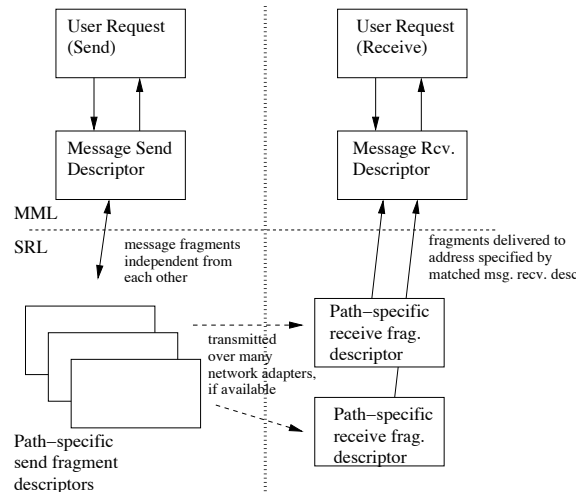 User Request
(Send)
User Request
(Receive)
Message Send
Descriptor
Message Rcv.
Descriptor
MML
SRL
message fragments
independent from
each other
fragments delivered to
address specified by
matched msg. recv. desc
Path-specific
receive frag.
descriptor
transmitted
over many
network adapters,
if available
Path-specific
send fragment
descriptors
Path-specific
receive frag.
descriptor